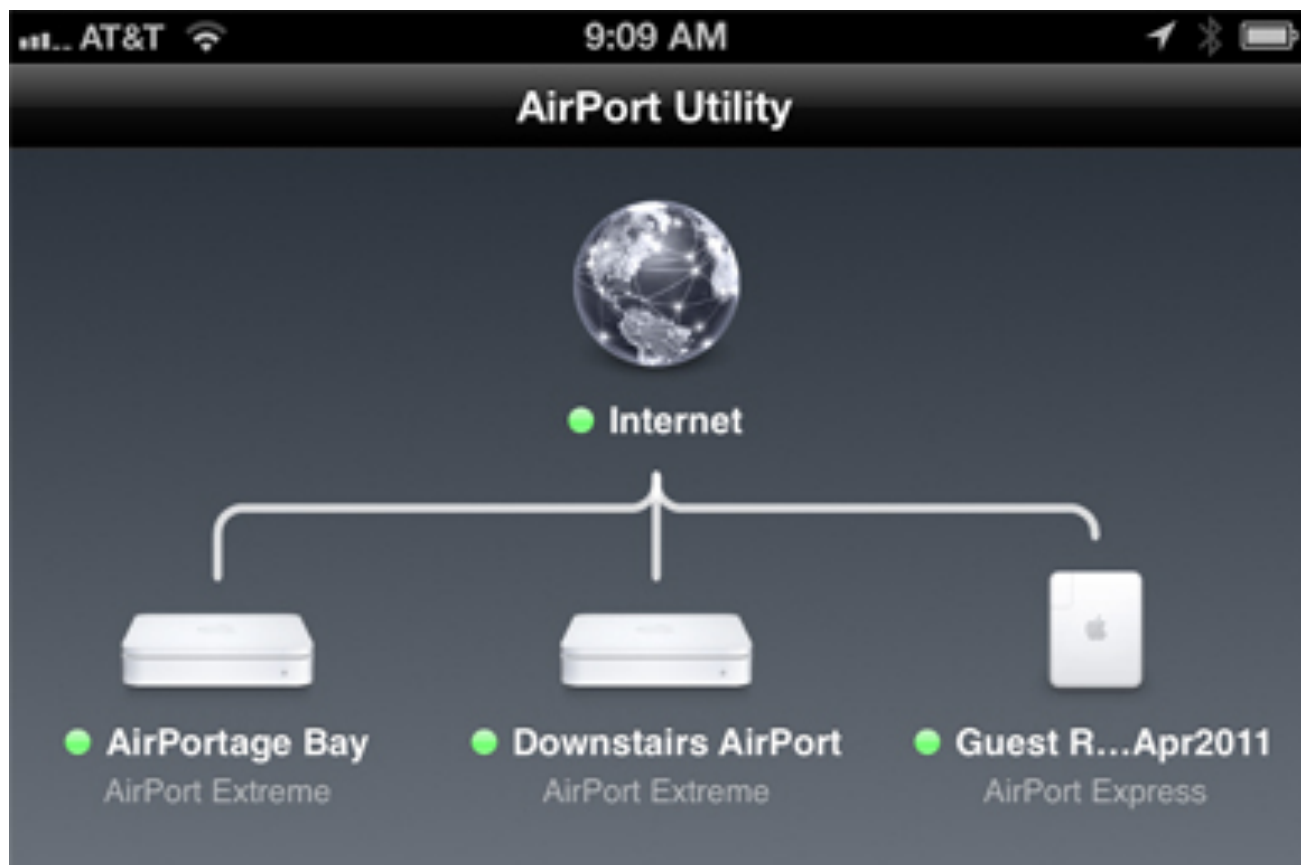 AT&T 9:09 AM
AirPort Utility
Internet
AirPortage Bay Downstairs AirPort Guest R...Apr2011
AirPort Extreme AirPort Extreme AirPort Express